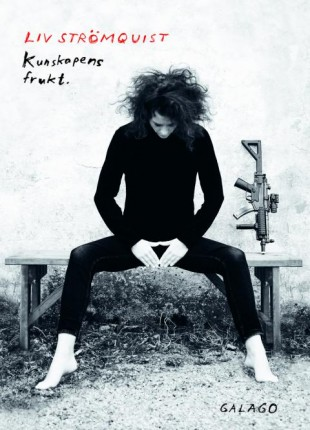 LIV STRÖMQUIST
Kunskapens
frukt.
GALAGO